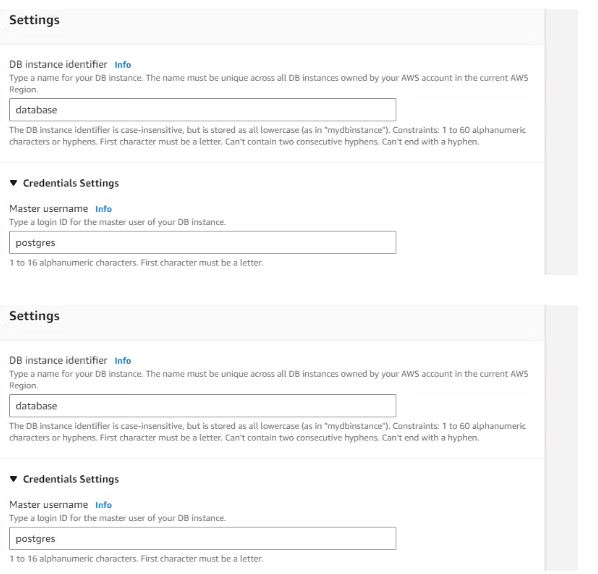 Settings
DB instance identifier Info
Type a name for your DB instance. The name must be unique across all DB instances owned by your AWS account in the current AWS
Region.
database
The DB instance identifier is case-insensitive, but is stored as all lowercase (as in "mydbinstance"). Constraints: 1 to 60 alphanumeric
characters or hyphens. First character must be a letter. Can't contain two consecutive hyphens. Can't end with a hyphen.
▼ Credentials Settings
Master username Info
Type a login ID for the master user of your DB instance.
postgres
1 to 16 alphanumeric characters. First character must be a letter.
Settings
DB instance identifier Info
Type a name for your DB instance. The name must be unique across all DB instances owned by your AWS account in the current AWS
Region.
database
The DB instance identifier is case-insensitive, but is stored as all lowercase (as in "mydbinstance"). Constraints: 1 to 60 alphanumeric
characters or hyphens. First character must be a letter. Can't contain two consecutive hyphens. Can't end with a hyphen.
▼ Credentials Settings
Master username Info
Type a login ID for the master user of your DB instance.
postgres
1 to 16 alphanumeric characters. First character must be a letter.